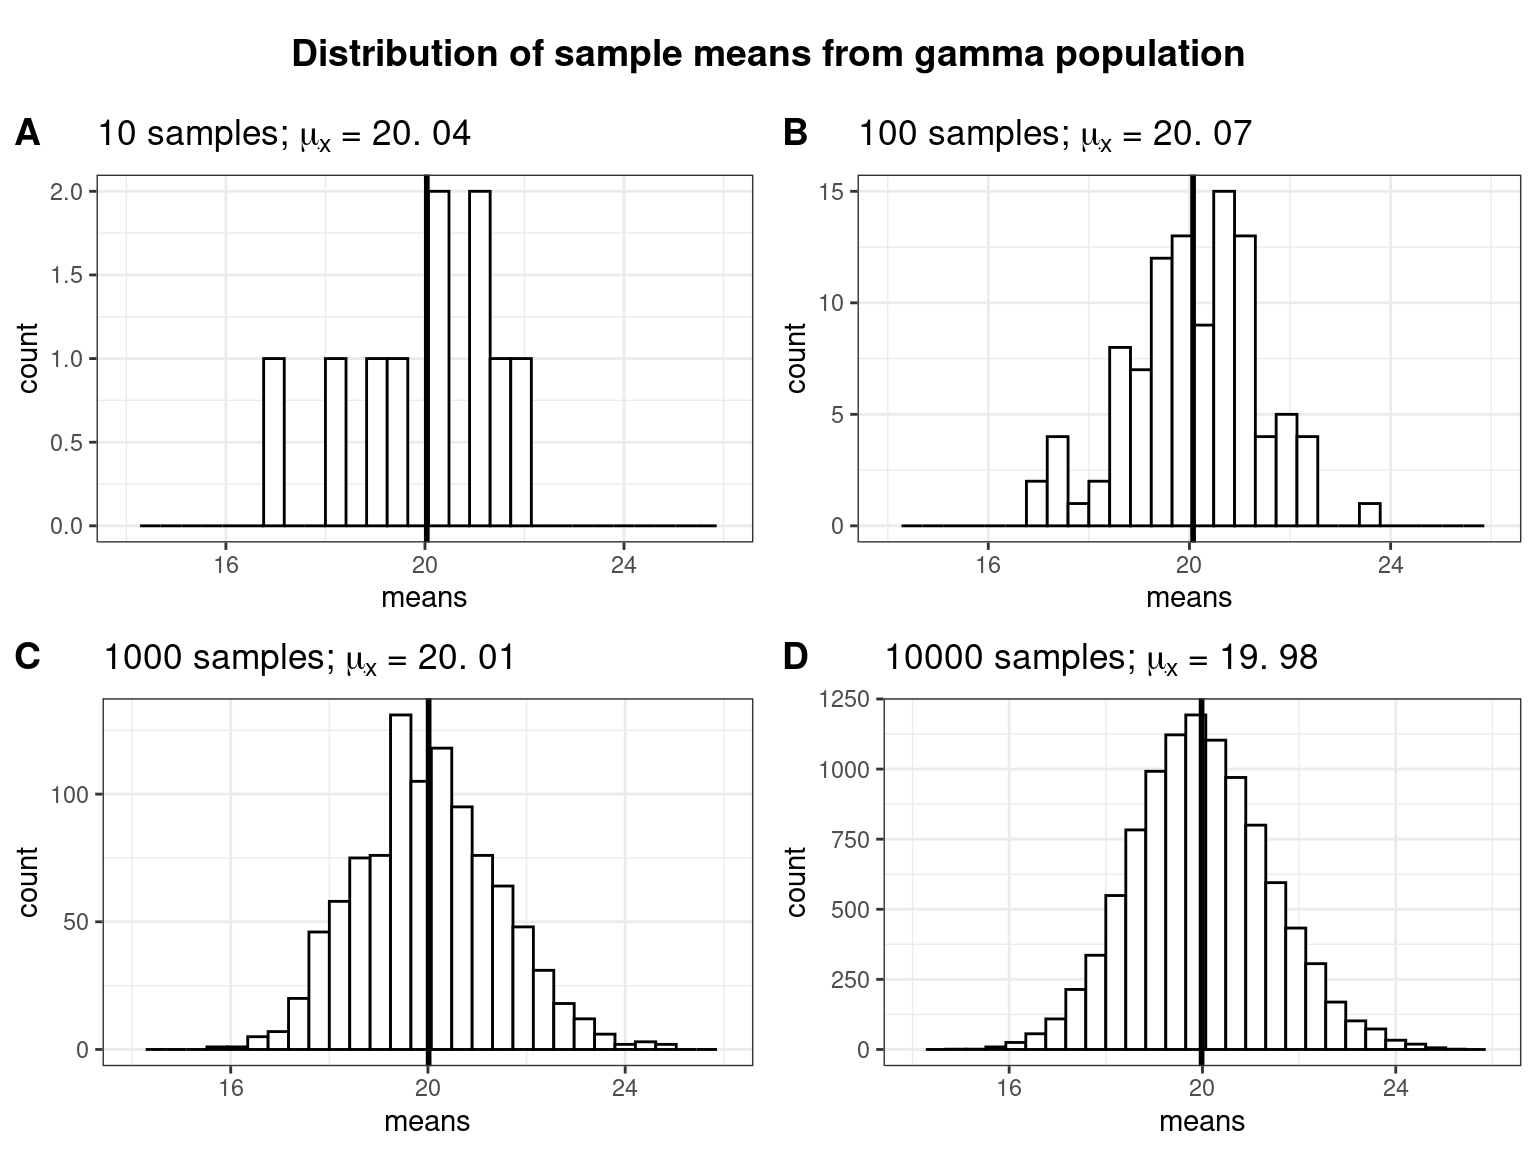 Distribution of sample means from gamma population
A 10 samples; μx = 20. 04
2.0
1.5
1.0
0.5
0.0
count
16 20 24
means
B 100 samples; μx = 20. 07
15
10
5
0
count
16 20 24
means
C 1000 samples; μx = 20. 01
100
50
0
count
16 20 24
means
D 10000 samples; μx = 19. 98
1250
1000
750
500
250
0
count
16 20 24
means